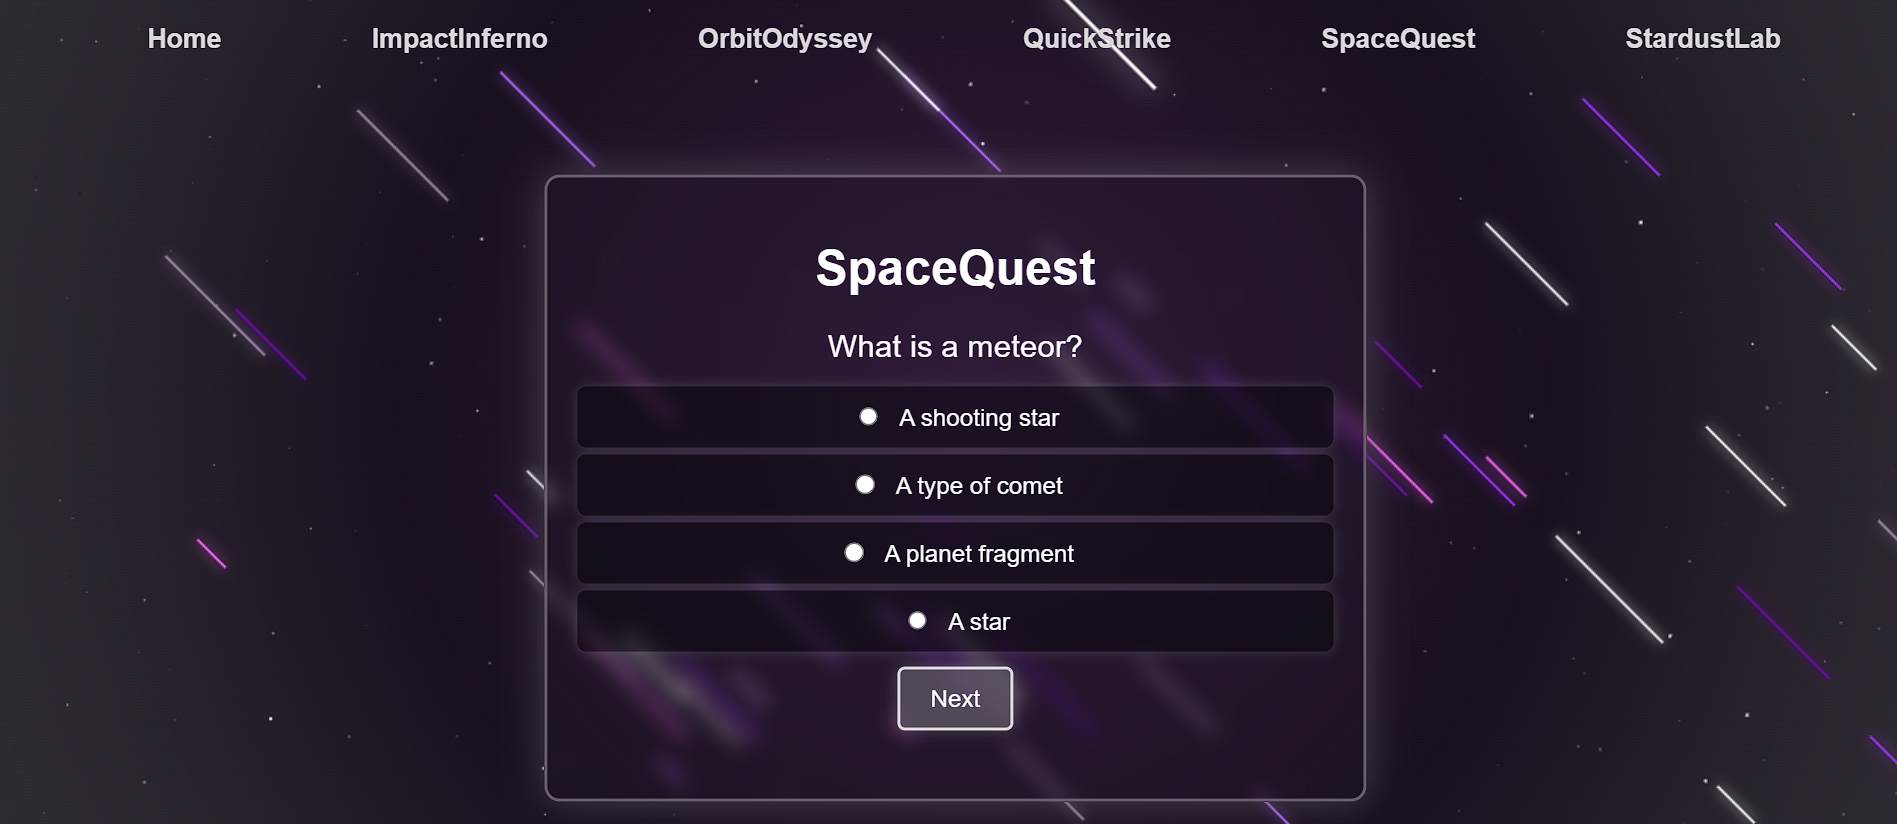 Home ImpactInferno OrbitOdyssey QuickStrike SpaceQuest StardustLab
SpaceQuest
What is a meteor?
A shooting star
A type of comet
A planet fragment
A star
Next